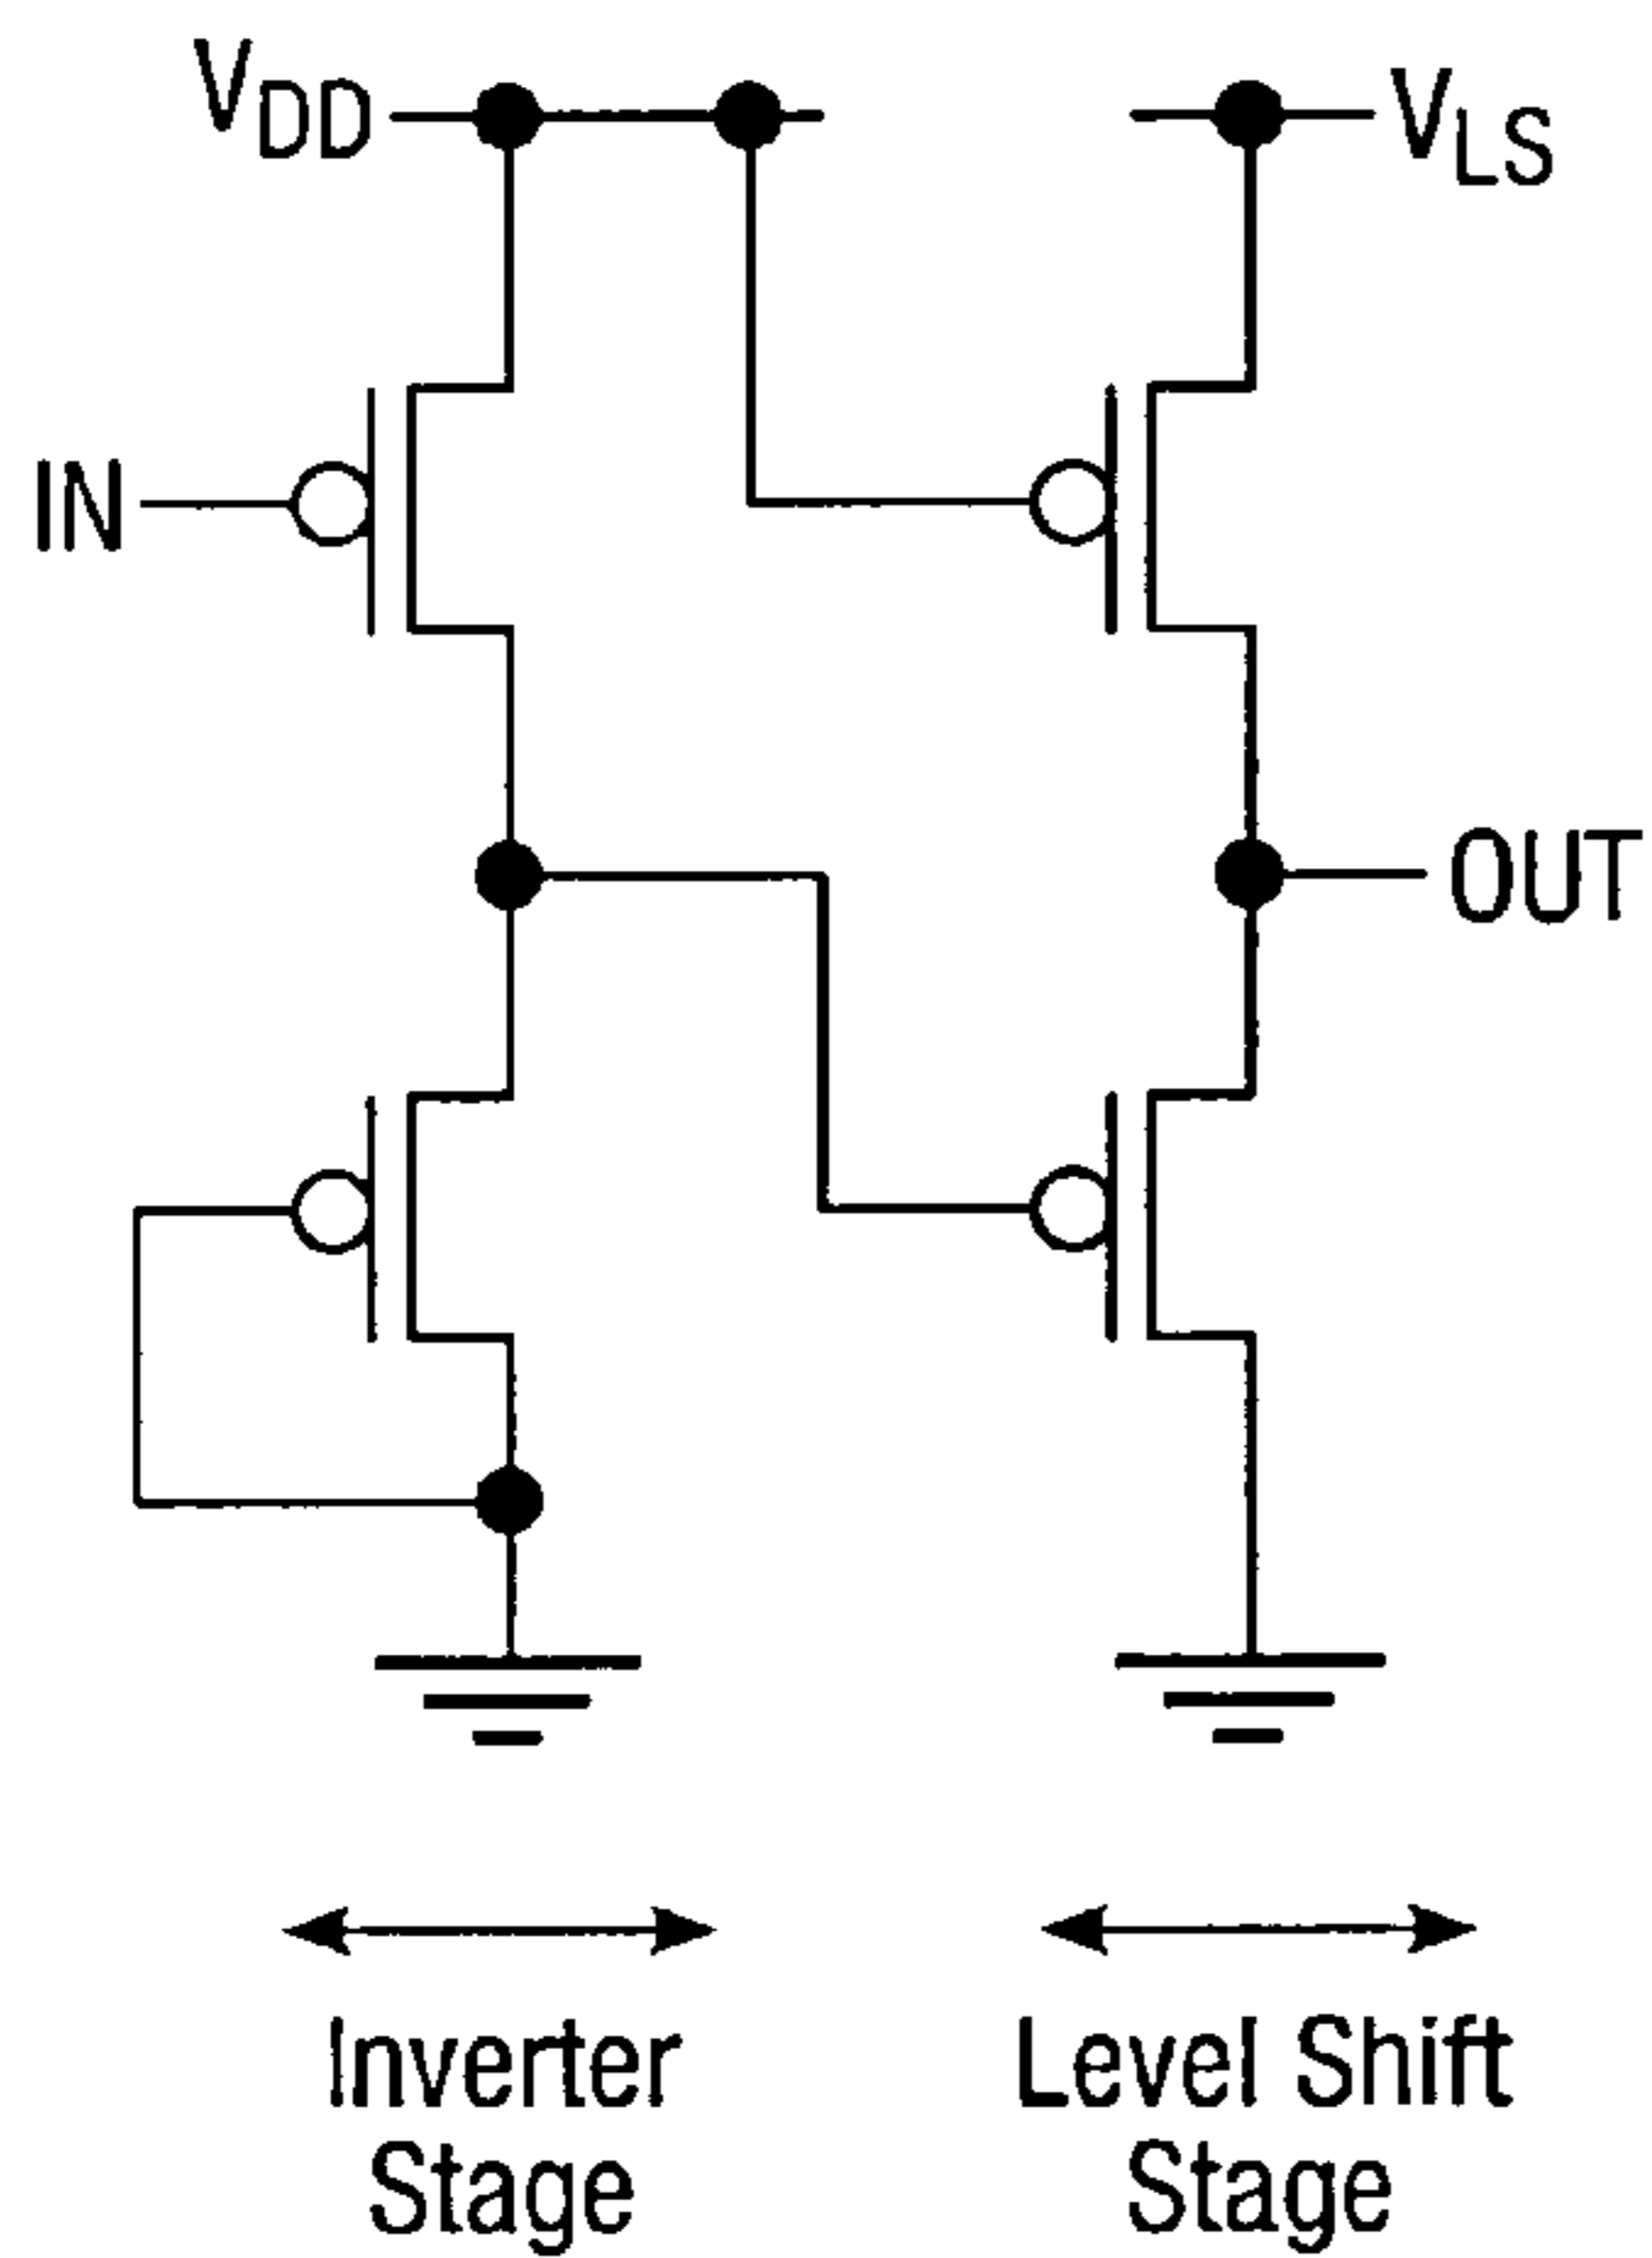 VDD
VLS
IN
OUT
Inverter
Stage
Level Shift
Stage